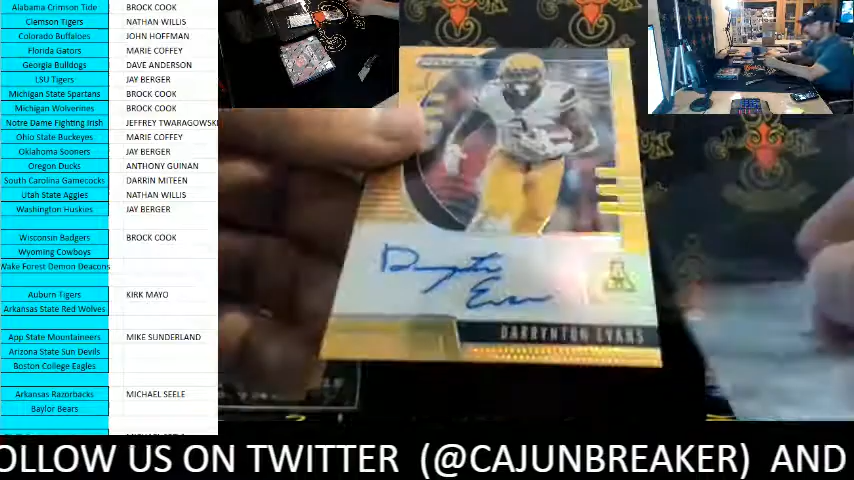 Alabama Crimson Tide BROCK COOK
Clemson Tigers NATHAN WILLIS
Colorado Buffaloes JOHN HOFFMAN
Florida Gators MARIE COFFEY
Georgia Bulldogs DAVE ANDERSON
LSU Tigers JAY BERGER
Michigan State Spartans BROCK COOK
Michigan Wolverines BROCK COOK
Notre Dame Fighting Irish JEFFREY TWARAGOWSKI
Ohio State Buckeyes MARIE COFFEY
Oklahoma Sooners JAY BERGER
Oregon Ducks ANTHONY GUINAN
South Carolina Gamecocks DARRIN MITEEN
Utah State Aggies NATHAN WILLIS
Washington Huskies JAY BERGER
Wisconsin Badgers BROCK COOK
Wyoming Cowboys
Wake Forest Demon Deacons
Auburn Tigers KIRK MAYO
Arkansas State Red Wolves
App State Mountaineers MIKE SUNDERLAND
Arizona State Sun Devils
Boston College Eagles
Arkansas Razorbacks MICHAEL SEELE
Baylor Bears
Darrynton
Evans
DARRYNTON EVANS
OLLOW US ON TWITTER (@CAJUNBREAKER) AND